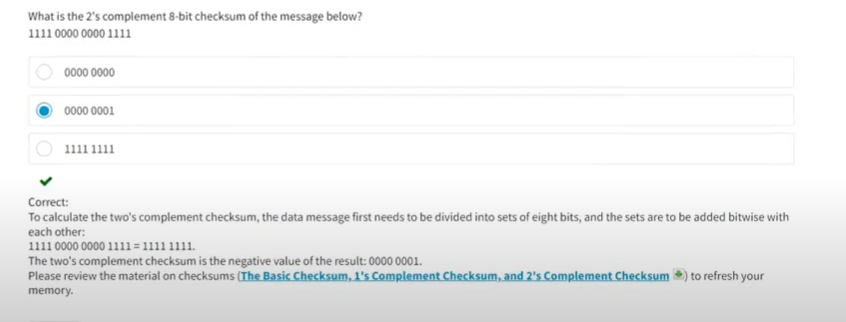 What is the 2's complement 8-bit checksum of the message below?
1111 0000 0000 1111
0000 0000
0000 0001
1111 1111
Correct:
To calculate the two's complement checksum, the data message first needs to be divided into sets of eight bits, and the sets are to be added bitwise with
each other:
1111 0000 0000 1111 = 1111 1111.
The two's complement checksum is the negative value of the result: 0000 0001.
Please review the material on checksums (The Basic Checksum, 1's Complement Checksum, and 2's Complement Checksum ) to refresh your
memory.